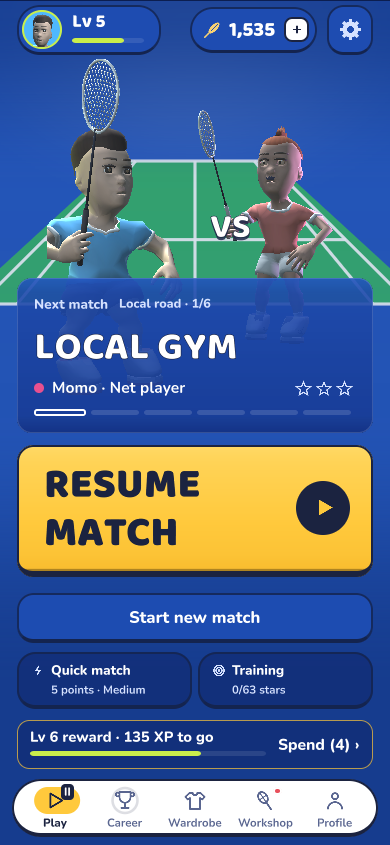 Lv 5
1,535
+
VS
Next match Local road · 1/6
LOCAL GYM
Momo · Net player
RESUME
MATCH
Start new match
Quick match
5 points · Medium
Training
0/63 stars
Lv 6 reward · 135 XP to go
Spend (4) ›
Play
Career
Wardrobe
Workshop
Profile